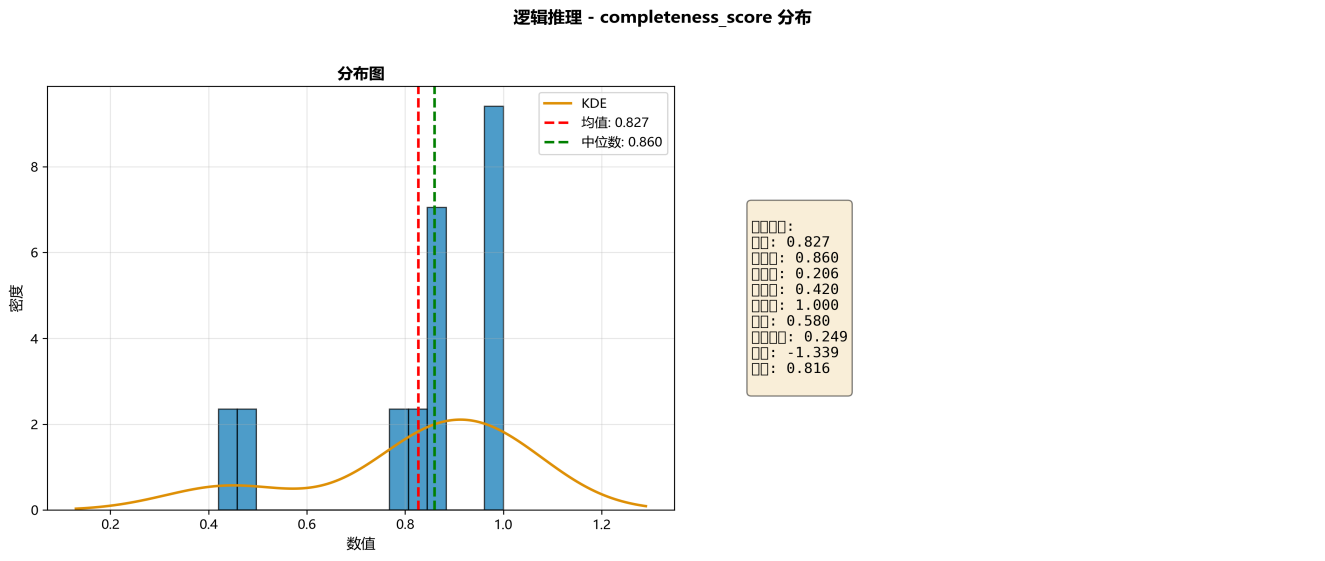 逻辑推理 - completeness_score 分布
分布图
KDE
均值: 0.827
中位数: 0.860
密度
8
6
4
2
0
0.2 0.4 0.6 0.8 1.0 1.2
数值
□□□□:
□□: 0.827
□□□: 0.860
□□□: 0.206
□□□: 0.420
□□□: 1.000
□□: 0.580
□□□□: 0.249
□□: -1.339
□□: 0.816